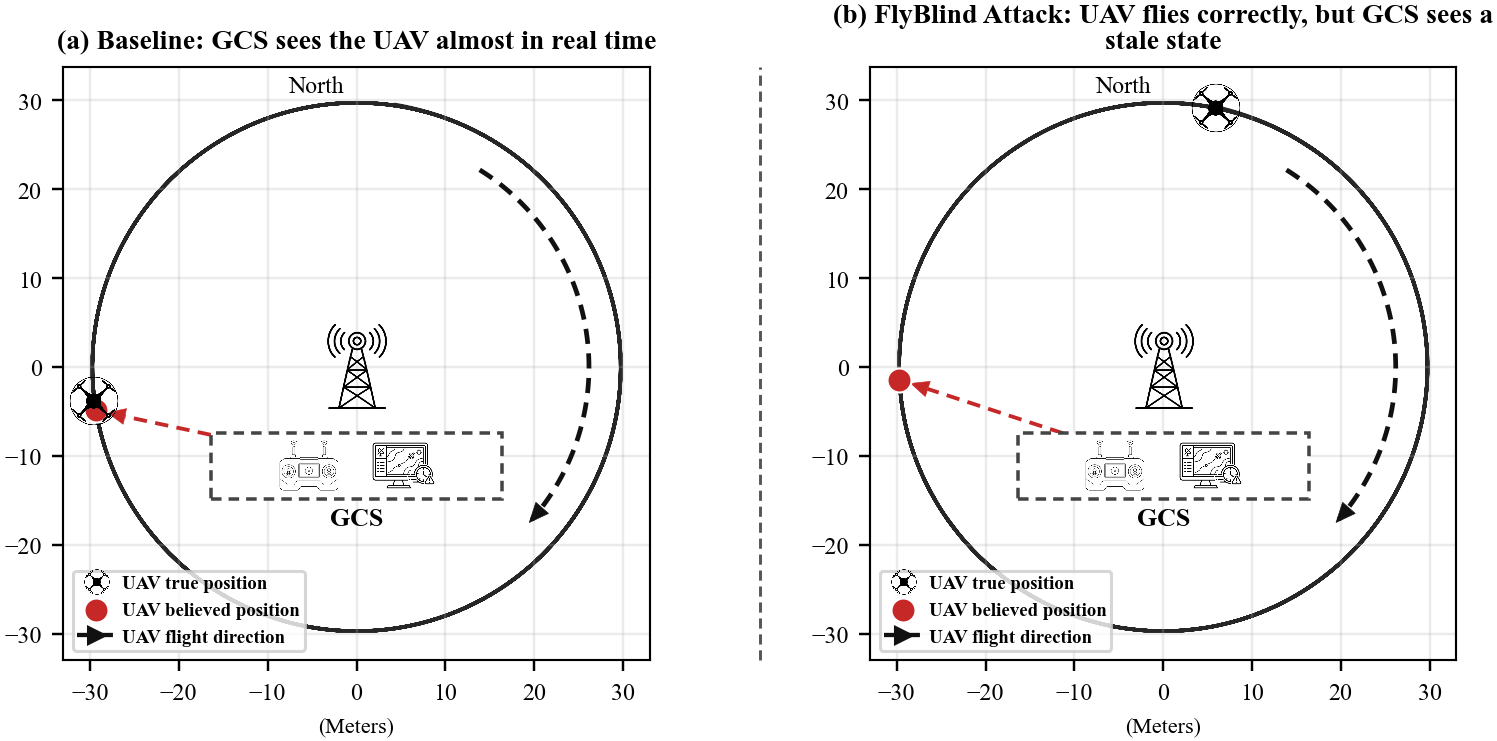 (a) Baseline: GCS sees the UAV almost in real time
North
30
20
10
0
−10
−20
−30
GCS
UAV true position
UAV believed position
UAV flight direction
−30 −20 −10 0 10 20 30
(Meters)
(b) FlyBlind Attack: UAV flies correctly, but GCS sees a
stale state
North
30
20
10
0
−10
−20
−30
GCS
UAV true position
UAV believed position
UAV flight direction
−30 −20 −10 0 10 20 30
(Meters)